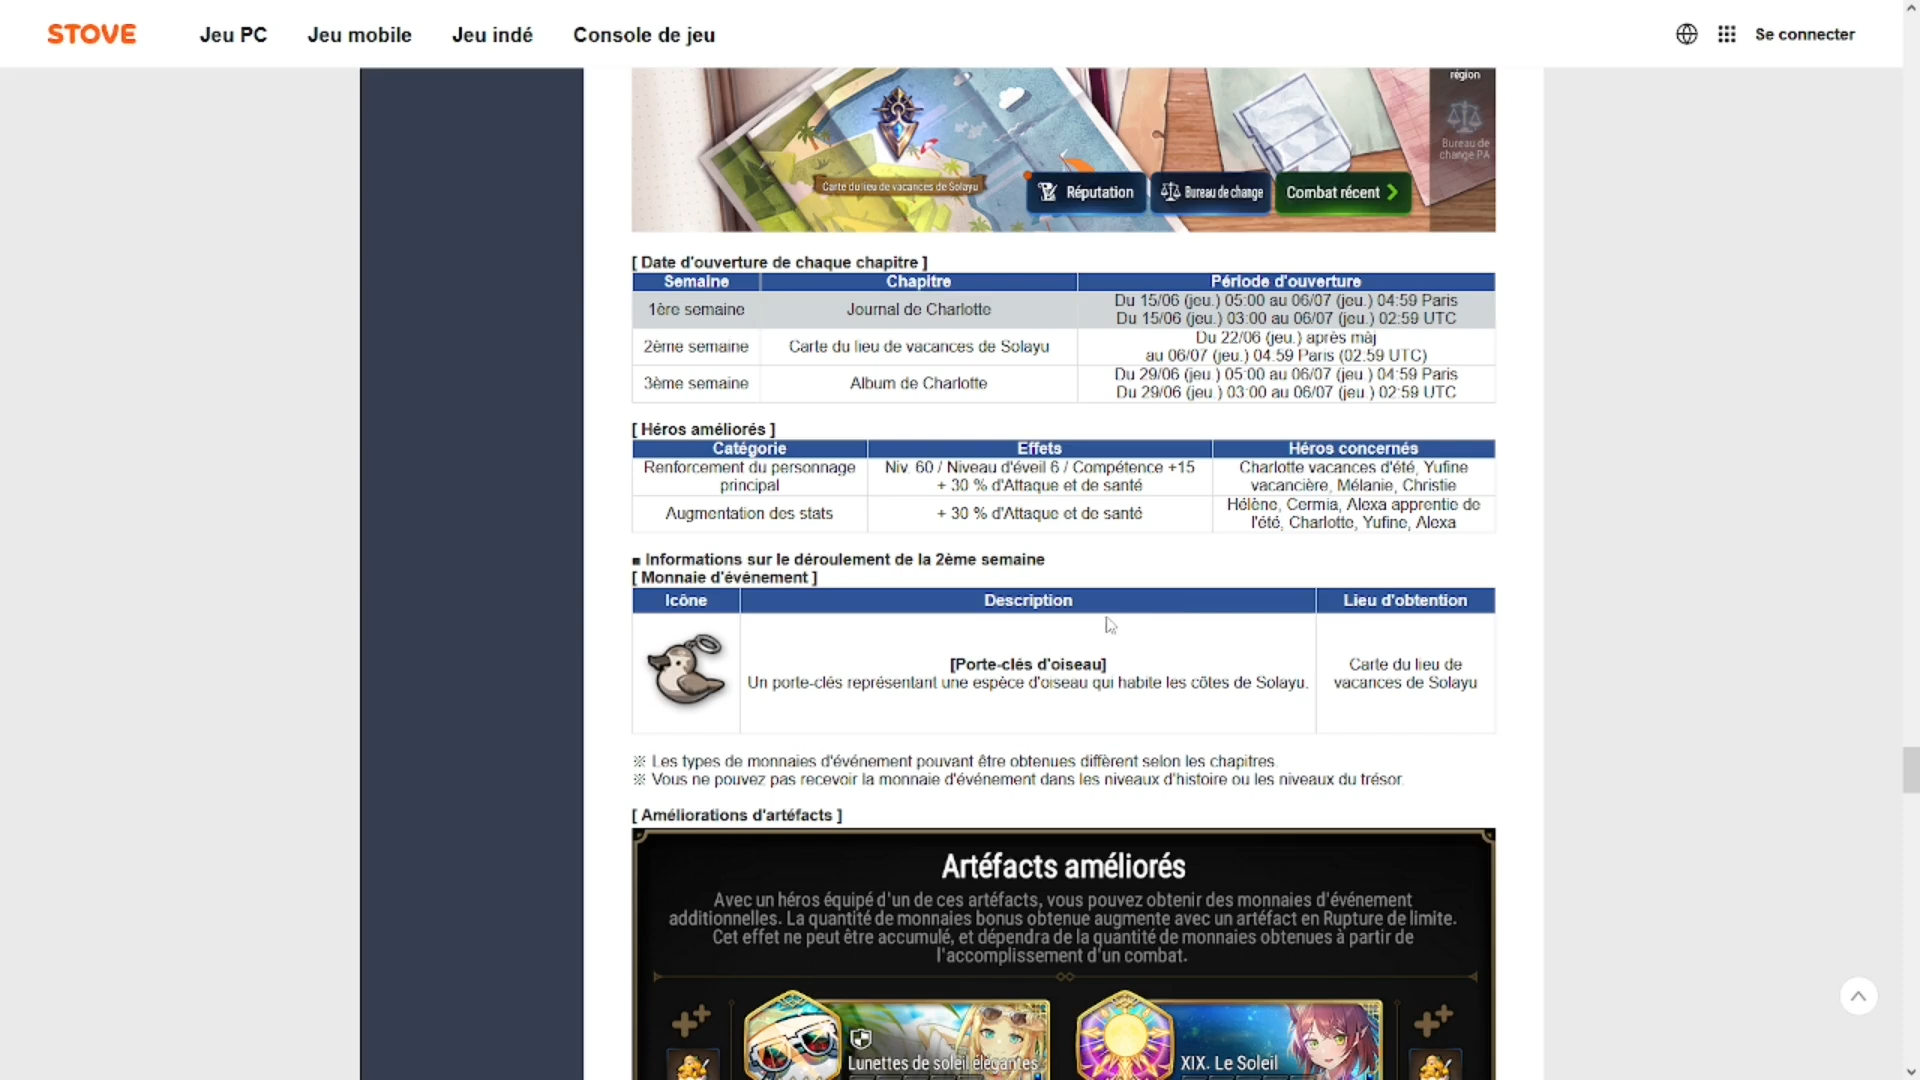 STOVE Jeu PC Jeu mobile Jeu indé Console de jeu Se connecter
région
Bureau de
change PA
Carte du lieu de vacances de Solayu
Réputation Bureau de change Combat récent
[ Date d'ouverture de chaque chapitre ]
Semaine Chapitre Période d'ouverture
1ère semaine Journal de Charlotte Du 15/06 (jeu.) 05:00 au 06/07 (jeu.) 04:59 Paris
Du 15/06 (jeu.) 03:00 au 06/07 (jeu.) 02:59 UTC
2ème semaine Carte du lieu de vacances de Solayu Du 22/06 (jeu.) après màj
au 06/07 (jeu.) 04:59 Paris (02:59 UTC)
3ème semaine Album de Charlotte Du 29/06 (jeu.) 05:00 au 06/07 (jeu.) 04:59 Paris
Du 29/06 (jeu.) 03:00 au 06/07 (jeu.) 02:59 UTC
[ Héros améliorés ]
Catégorie Effets Héros concernés
Renforcement du personnage
principal
Niv. 60 / Niveau d'éveil 6 / Compétence +15
+ 30 % d'Attaque et de santé
Charlotte vacances d'été, Yufine
vacancière, Mélanie, Christie
Augmentation des stats + 30 % d'Attaque et de santé Hélène, Cermia, Alexa apprentie de
l'été, Charlotte, Yufine, Alexa
■ Informations sur le déroulement de la 2ème semaine
[ Monnaie d'événement ]
Icône Description Lieu d'obtention
[Porte-clés d'oiseau]
Un porte-clés représentant une espèce d'oiseau qui habite les côtes de Solayu.
Carte du lieu de
vacances de Solayu
※ Les types de monnaies d'événement pouvant être obtenues diffèrent selon les chapitres.
※ Vous ne pouvez pas recevoir la monnaie d'événement dans les niveaux d'histoire ou les niveaux du trésor.
[ Améliorations d'artéfacts ]
Artéfacts améliorés
Avec un héros équipé d'un de ces artéfacts, vous pouvez obtenir des monnaies d'événement
additionnelles. La quantité de monnaies bonus obtenue augmente avec un artéfact en Rupture de limite.
Cet effet ne peut être accumulé, et dépendra de la quantité de monnaies obtenues à partir de
l'accomplissement d'un combat.
Lunettes de soleil élégantes XIX. Le Soleil